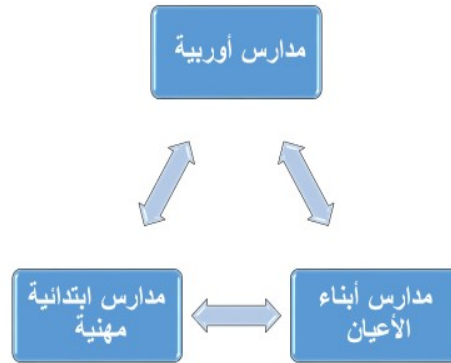 مدارس أوربية
مدارس أبناء
الأعيان
مدارس ابتدائية
مهنية